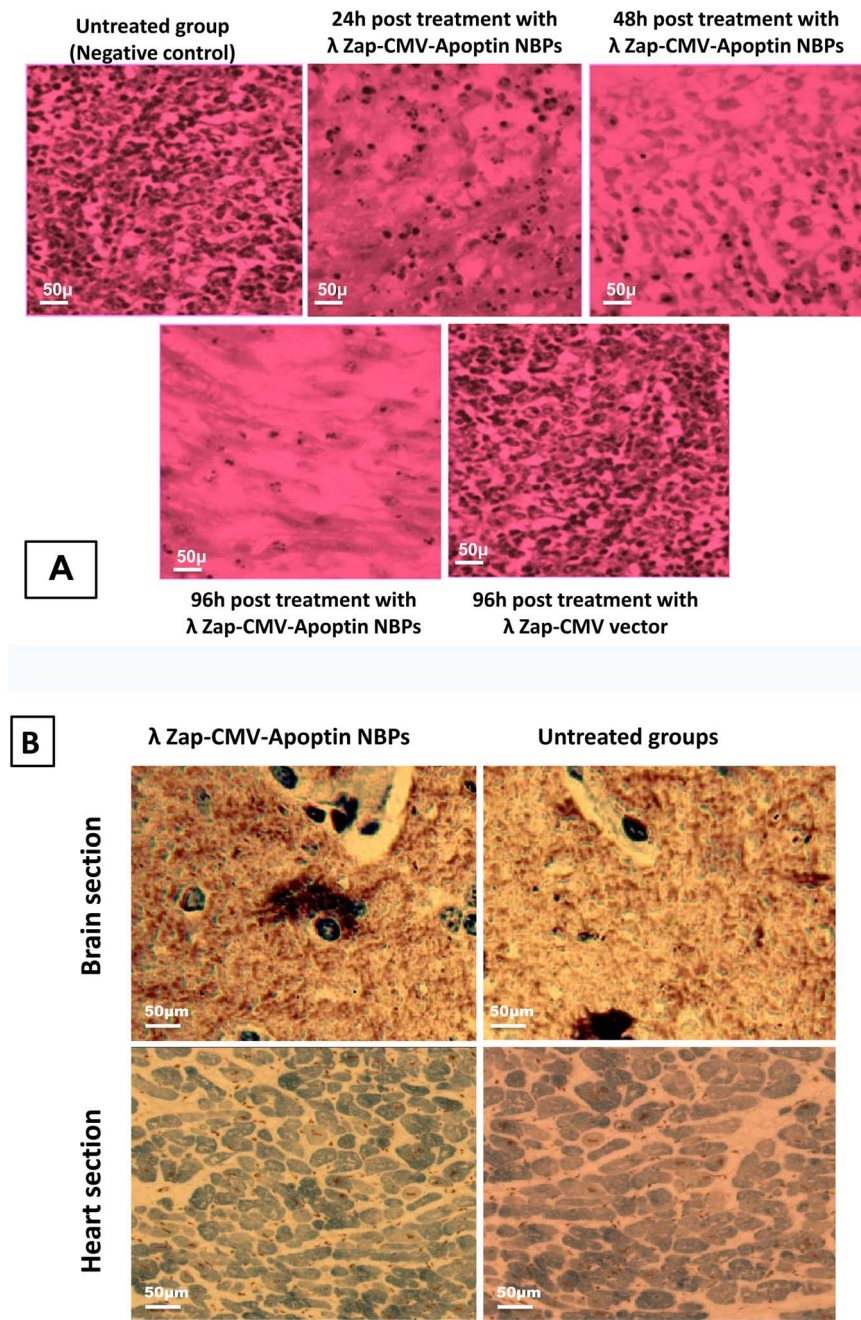 Untreated group
(Negative control)
24h post treatment with
λ Zap-CMV-Apoptin NBPs
48h post treatment with
λ Zap-CMV-Apoptin NBPs
50µ
50µ
50µ
50µ
50µ
A
96h post treatment with
λ Zap-CMV-Apoptin NBPs
96h post treatment with
λ Zap-CMV vector
B
λ Zap-CMV-Apoptin NBPs
Untreated groups
Brain section
50µm
50µm
Heart section
50µm
50µm